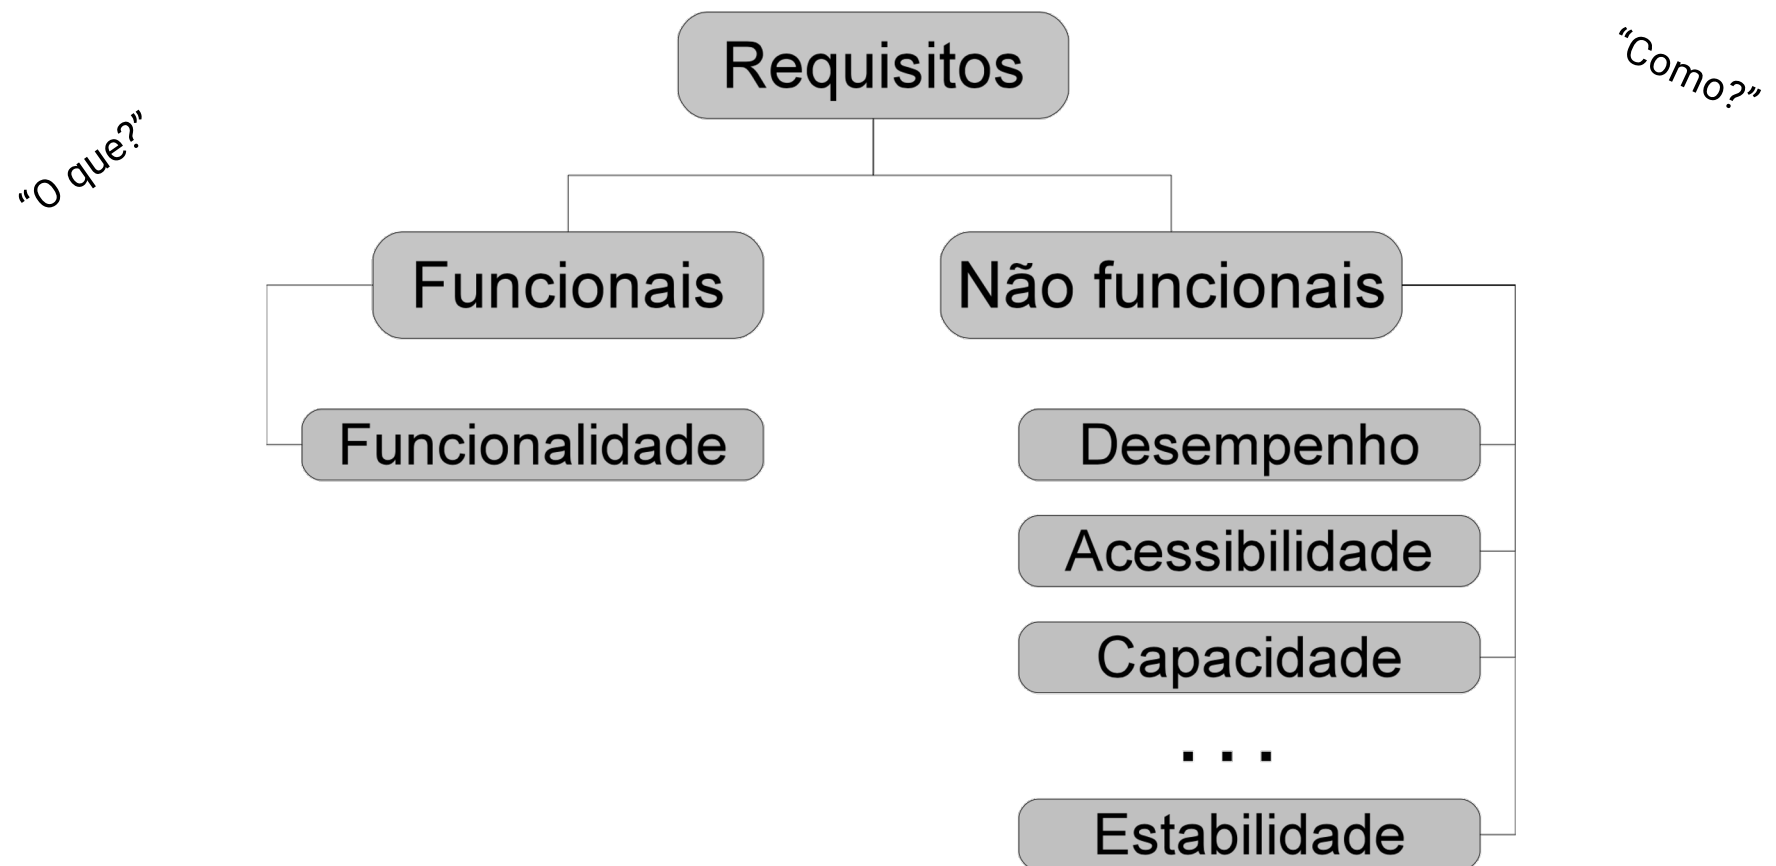 Requisitos
“Como?”
“O que?”
Funcionais
Não funcionais
Funcionalidade
Desempenho
Acessibilidade
Capacidade
. . .
Estabilidade